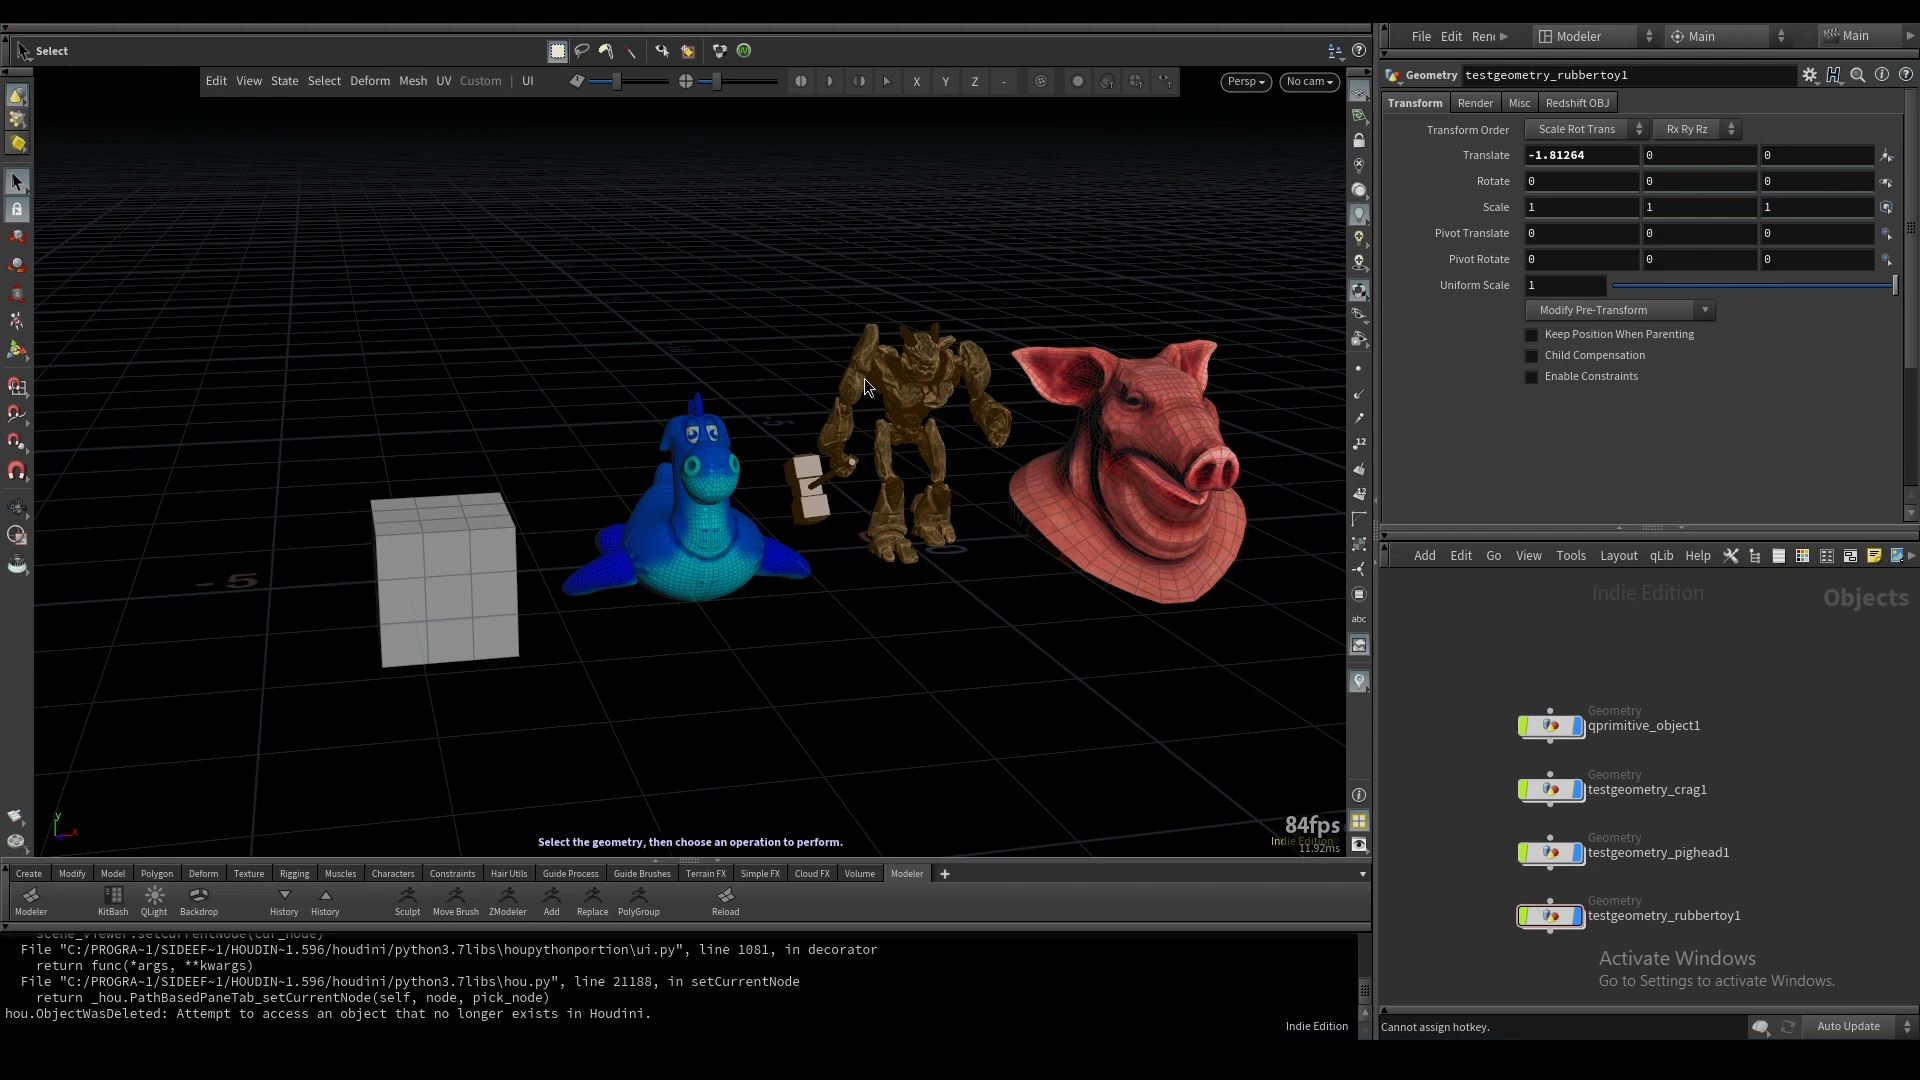 Select
Edit View State Select Deform Mesh UV Custom UI X Y Z -
Persp No cam
-5
12
12
abc
84fps
Indie Edition
11.92ms
Select the geometry, then choose an operation to perform.
y
x
Create Modify Model Polygon Deform Texture Rigging Muscles Characters Constraints Hair Utils Guide Process Guide Brushes Terrain FX Simple FX Cloud FX Volume Modeler
Modeler KitBash QLight Backdrop History History Sculpt Move Brush ZModeler Add Replace PolyGroup Reload
scene_viewer.setCurrentNode(cur_node)
File "C:/PROGRA~1/SIDEEF~1/HOUDIN~1.596/houdini/python3.7libs\houpythonportion\ui.py", line 1081, in decorator
return func(*args, **kwargs)
File "C:/PROGRA~1/SIDEEF~1/HOUDIN~1.596/houdini/python3.7libs\hou.py", line 21188, in setCurrentNode
return _hou.PathBasedPaneTab_setCurrentNode(self, node, pick_node)
hou.ObjectWasDeleted: Attempt to access an object that no longer exists in Houdini.
Indie Edition
File Edit Ren Modeler Main Main
Geometry testgeometry_rubbertoy1
Transform Render Misc Redshift OBJ
Transform Order Scale Rot Trans Rx Ry Rz
Translate -1.81264 0 0
Rotate 0 0 0
Scale 1 1 1
Pivot Translate 0 0 0
Pivot Rotate 0 0 0
Uniform Scale 1
Modify Pre-Transform
Keep Position When Parenting
Child Compensation
Enable Constraints
Add Edit Go View Tools Layout qLib Help
Indie Edition Objects
Geometry
qprimitive_object1
Geometry
testgeometry_crag1
Geometry
testgeometry_pighead1
Geometry
testgeometry_rubbertoy1
Activate Windows
Go to Settings to activate Windows.
Cannot assign hotkey. Auto Update